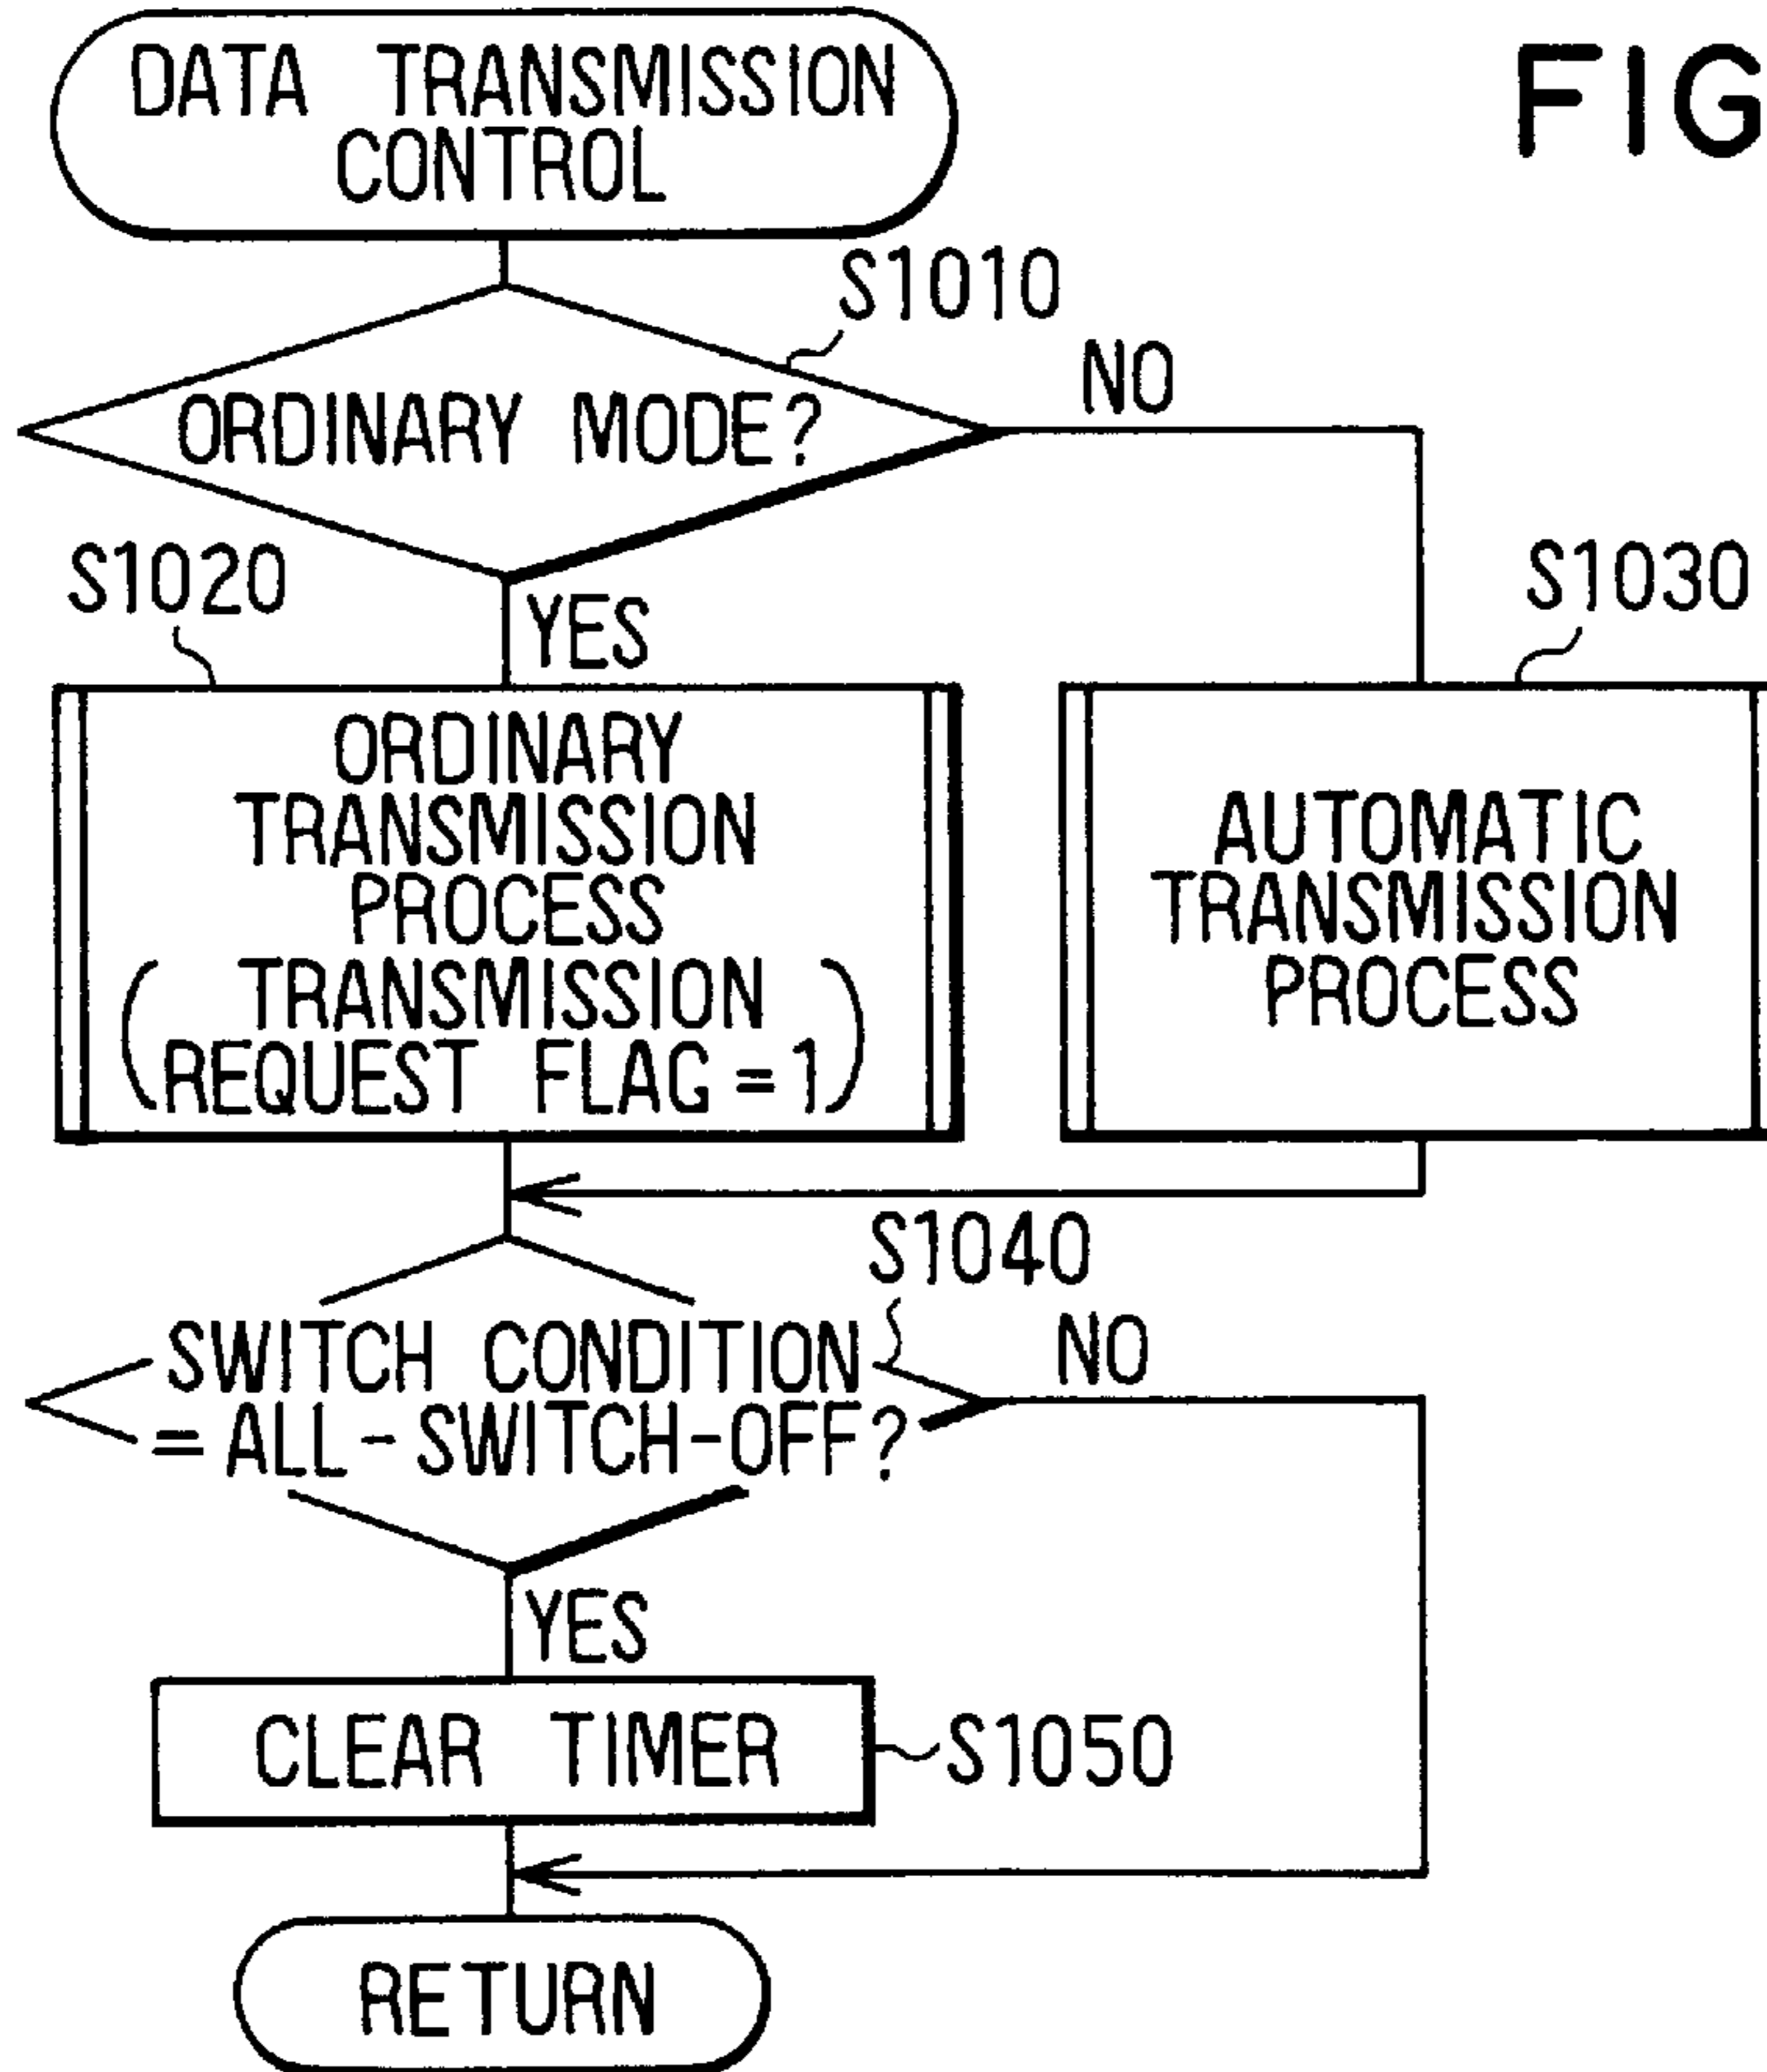 FIG
DATA TRANSMISSION
CONTROL
S1010
ORDINARY MODE?
NO
S1020
YES
S1030
ORDINARY
TRANSMISSION
PROCESS
(TRANSMISSION
REQUEST FLAG = 1)
AUTOMATIC
TRANSMISSION
PROCESS
S1040
SWITCH CONDITION
= ALL-SWITCH-OFF?
NO
YES
CLEAR TIMER
S1050
RETURN